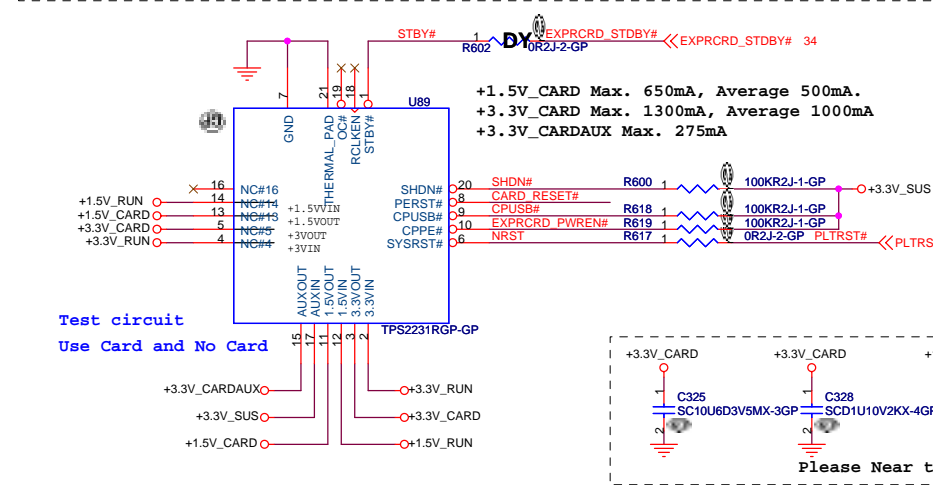 STBY#
1
R602
DY
0R2J-2-GP
EXPRCRD_STDBY#
EXPRCRD_STDBY# 34
+1.5V_CARD Max. 650mA, Average 500mA.
+3.3V_CARD Max. 1300mA, Average 1000mA
+3.3V_CARDAUX Max. 275mA
7
21
19
18
1
U89
GND
THERMAL_PAD
OC#
RCLKEN
STBY#
16 NC#16
+1.5V_RUN 14 NC#14 +1.5VVIN
+1.5V_CARD 13 NC#13 +1.5VOUT
+3.3V_CARD 5 NC#5 +3VOUT
+3.3V_RUN 4 NC#4 +3VIN
SHDN# 20 SHDN# R600 1 100KR2J-1-GP +3.3V_SUS
PERST# 8 CARD_RESET#
CPUSB# 9 CPUSB# R618 1 100KR2J-1-GP
CPPE# 10 EXPRCRD_PWREN# R619 1 100KR2J-1-GP
SYSRST# 6 NRST R617 1 0R2J-2-GP PLTRST# PLTRS
AUXOUT
AUXIN
1.5VOUT
1.5VIN
3.3VOUT
3.3VIN
TPS2231RGP-GP
15
17
11
12
3
2
Test circuit
Use Card and No Card
+3.3V_CARDAUX +3.3V_RUN
+3.3V_SUS +3.3V_CARD
+1.5V_CARD +1.5V_RUN
+3.3V_CARD +3.3V_CARD +
1 1
C325 C328
SC10U6D3V5MX-3GP SCD1U10V2KX-4GP
2 2
Please Near t